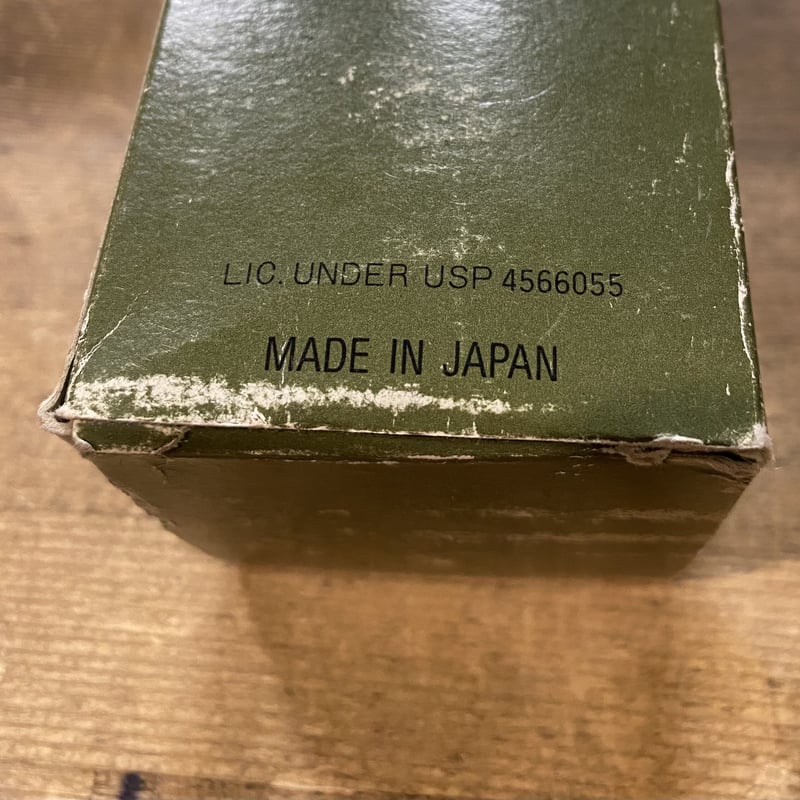 LIC. UNDER USP 4566055
MADE IN JAPAN